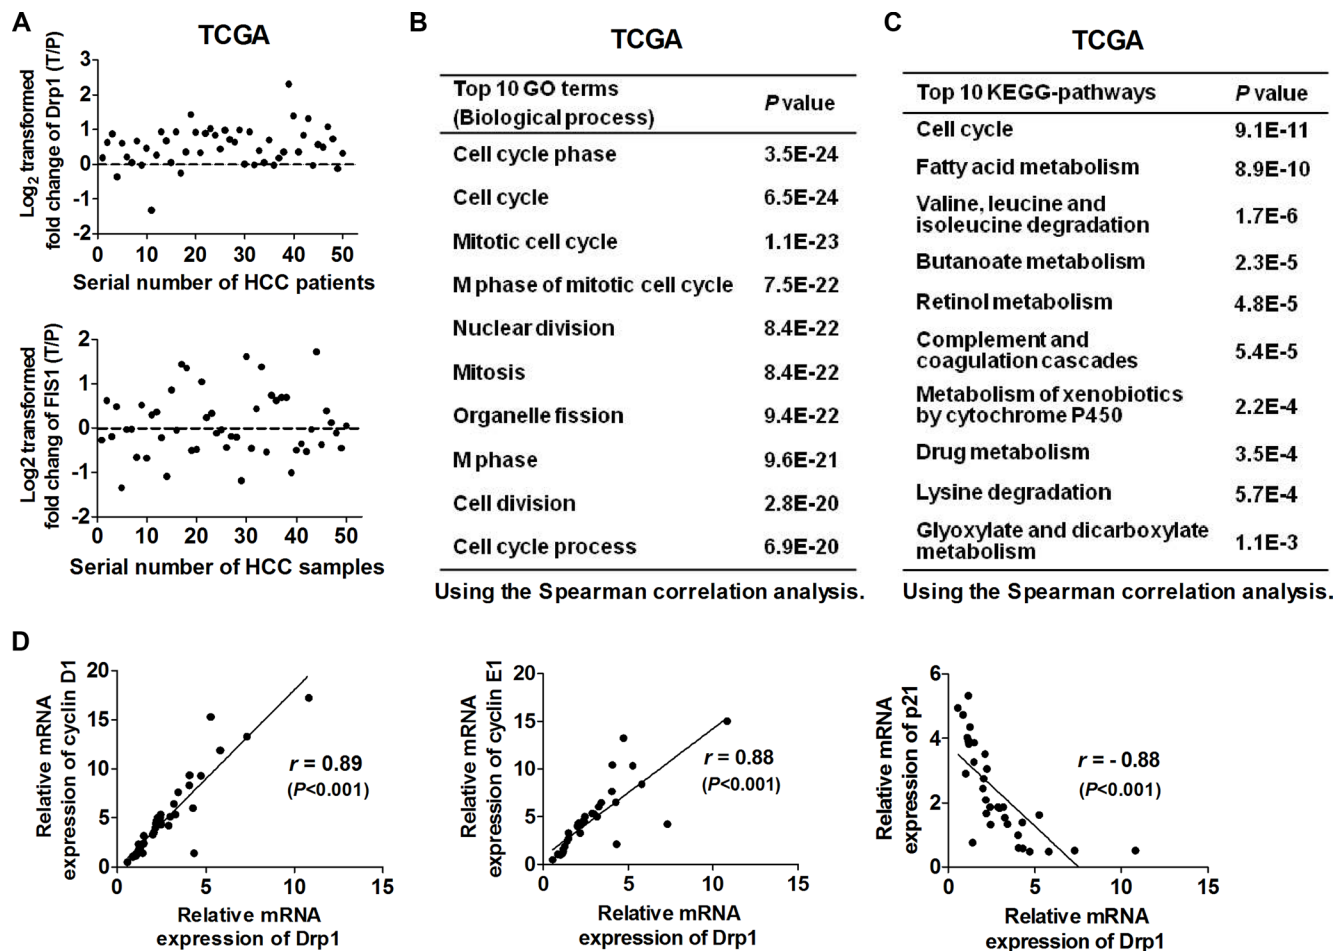 A
TCGA
Log2 transformed
fold change of Drp1 (T/P)
3
2
1
0
-1
-2
0 10 20 30 40 50
Serial number of HCC patients
Log2 transformed
fold change of FIS1 (T/P)
2
1
0
-1
-2
0 10 20 30 40 50
Serial number of HCC samples
B
TCGA
Top 10 GO terms
(Biological process) P value
Cell cycle phase 3.5E-24
Cell cycle 6.5E-24
Mitotic cell cycle 1.1E-23
M phase of mitotic cell cycle 7.5E-22
Nuclear division 8.4E-22
Mitosis 8.4E-22
Organelle fission 9.4E-22
M phase 9.6E-21
Cell division 2.8E-20
Cell cycle process 6.9E-20
Using the Spearman correlation analysis.
C
TCGA
Top 10 KEGG-pathways P value
Cell cycle 9.1E-11
Fatty acid metabolism 8.9E-10
Valine, leucine and
isoleucine degradation 1.7E-6
Butanoate metabolism 2.3E-5
Retinol metabolism 4.8E-5
Complement and
coagulation cascades 5.4E-5
Metabolism of xenobiotics
by cytochrome P450 2.2E-4
Drug metabolism 3.5E-4
Lysine degradation 5.7E-4
Glyoxylate and dicarboxylate
metabolism 1.1E-3
Using the Spearman correlation analysis.
D
Relative mRNA
expression of cyclin D1
20
15
10
5
0
r = 0.89
(P<0.001)
0 5 10 15
Relative mRNA
expression of Drp1
Relative mRNA
expression of cyclin E1
20
15
10
5
0
r = 0.88
(P<0.001)
0 5 10 15
Relative mRNA
expression of Drp1
Relative mRNA
expression of p21
6
4
2
0
r = - 0.88
(P<0.001)
0 5 10 15
Relative mRNA
expression of Drp1